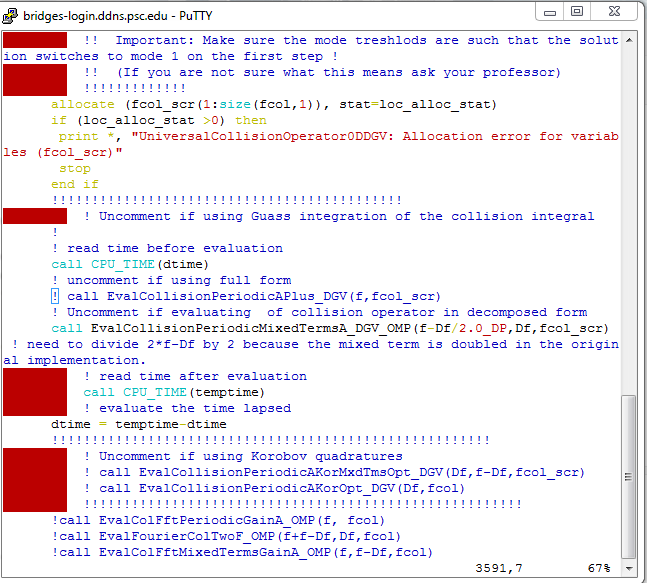 bridges-login.ddns.psc.edu - PuTTY
!!  Important: Make sure the mode treshlods are such that the solut
ion switches to mode 1 on the first step !
!!  (If you are not sure what this means ask your professor)
!!!!!!!!!!!!!
allocate (fcol_scr(1:size(fcol,1)), stat=loc_alloc_stat)
if (loc_alloc_stat >0) then
print *, "UniversalCollisionOperator0DDGV: Allocation error for variab
les (fcol_scr)"
stop
end if
!!!!!!!!!!!!!!!!!!!!!!!!!!!!!!!!!!!!!!!!!!!!
! Uncomment if using Guass integration of the collision integral
!
! read time before evaluation
call CPU_TIME(dtime)
! uncomment if using full form
! call EvalCollisionPeriodicAPlus_DGV(f,fcol_scr)
! Uncomment if evaluating  of collision operator in decomposed form
call EvalCollisionPeriodicMixedTermsA_DGV_OMP(f-Df/2.0_DP,Df,fcol_scr)
! need to divide 2*f-Df by 2 because the mixed term is doubled in the origin
al implementation.
! read time after evaluation
call CPU_TIME(temptime)
! evaluate the time lapsed
dtime = temptime-dtime
!!!!!!!!!!!!!!!!!!!!!!!!!!!!!!!!!!!!!!!!!!!!!!!!!!!!!!!
! Uncomment if using Korobov quadratures
! call EvalCollisionPeriodicAKorMxdTmsOpt_DGV(Df,f-Df,fcol_scr)
! call EvalCollisionPeriodicAKorOpt_DGV(Df,fcol)
!!!!!!!!!!!!!!!!!!!!!!!!!!!!!!!!!!!!!!!!!!!!!!!!!!!!!!!
!call EvalColFftPeriodicGainA_OMP(f, fcol)
!call EvalFourierColTwoF_OMP(f+f-Df,Df,fcol)
!call EvalColFftMixedTermsGainA_OMP(f,f-Df,fcol)
3591,7 67%